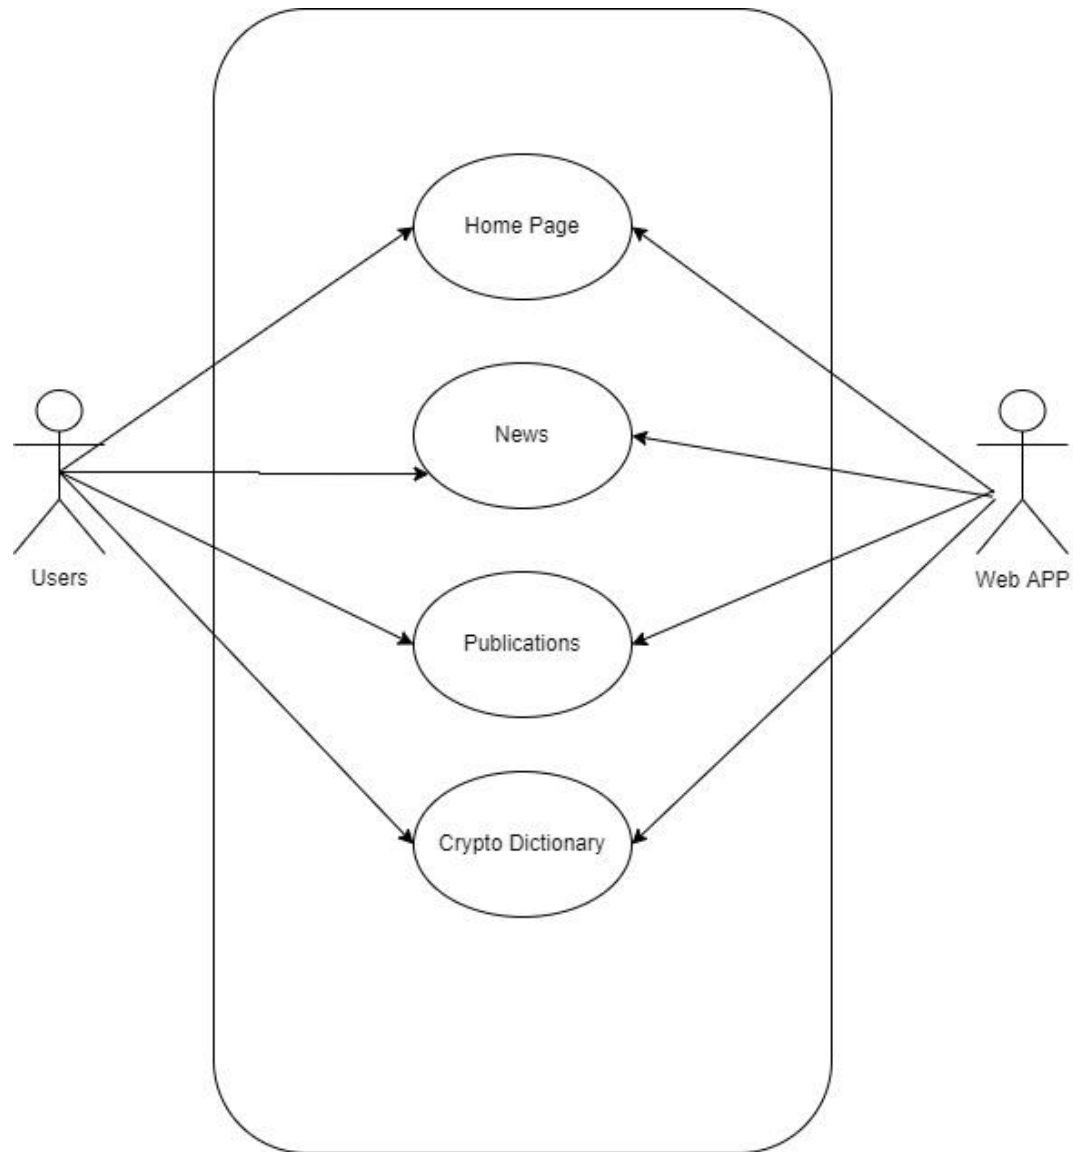 Home Page
News
Users
Web APP
Publications
Crypto Dictionary